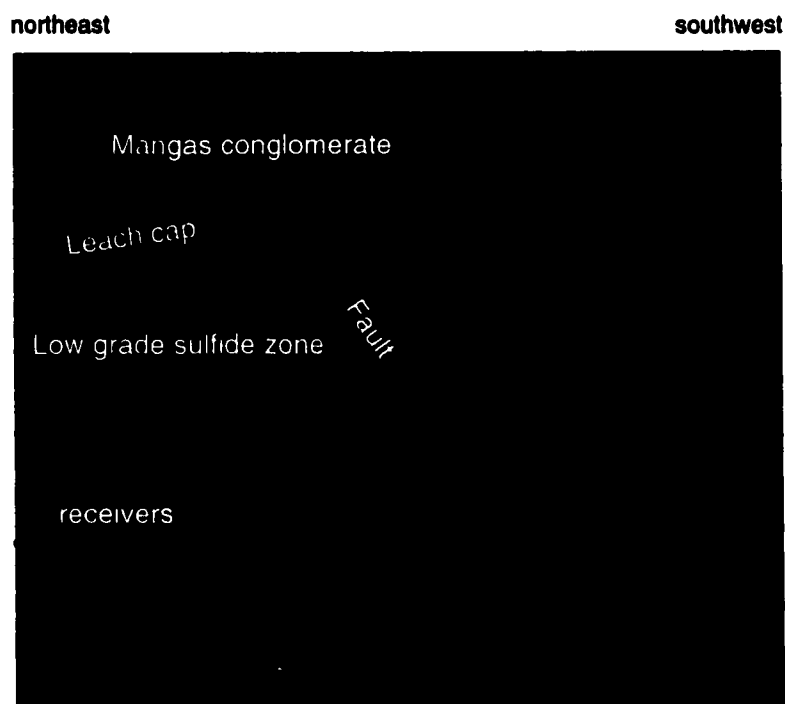 northeast southwest
Mangas conglomerate
Leach cap
Fault
Low grade sulfide zone
receivers